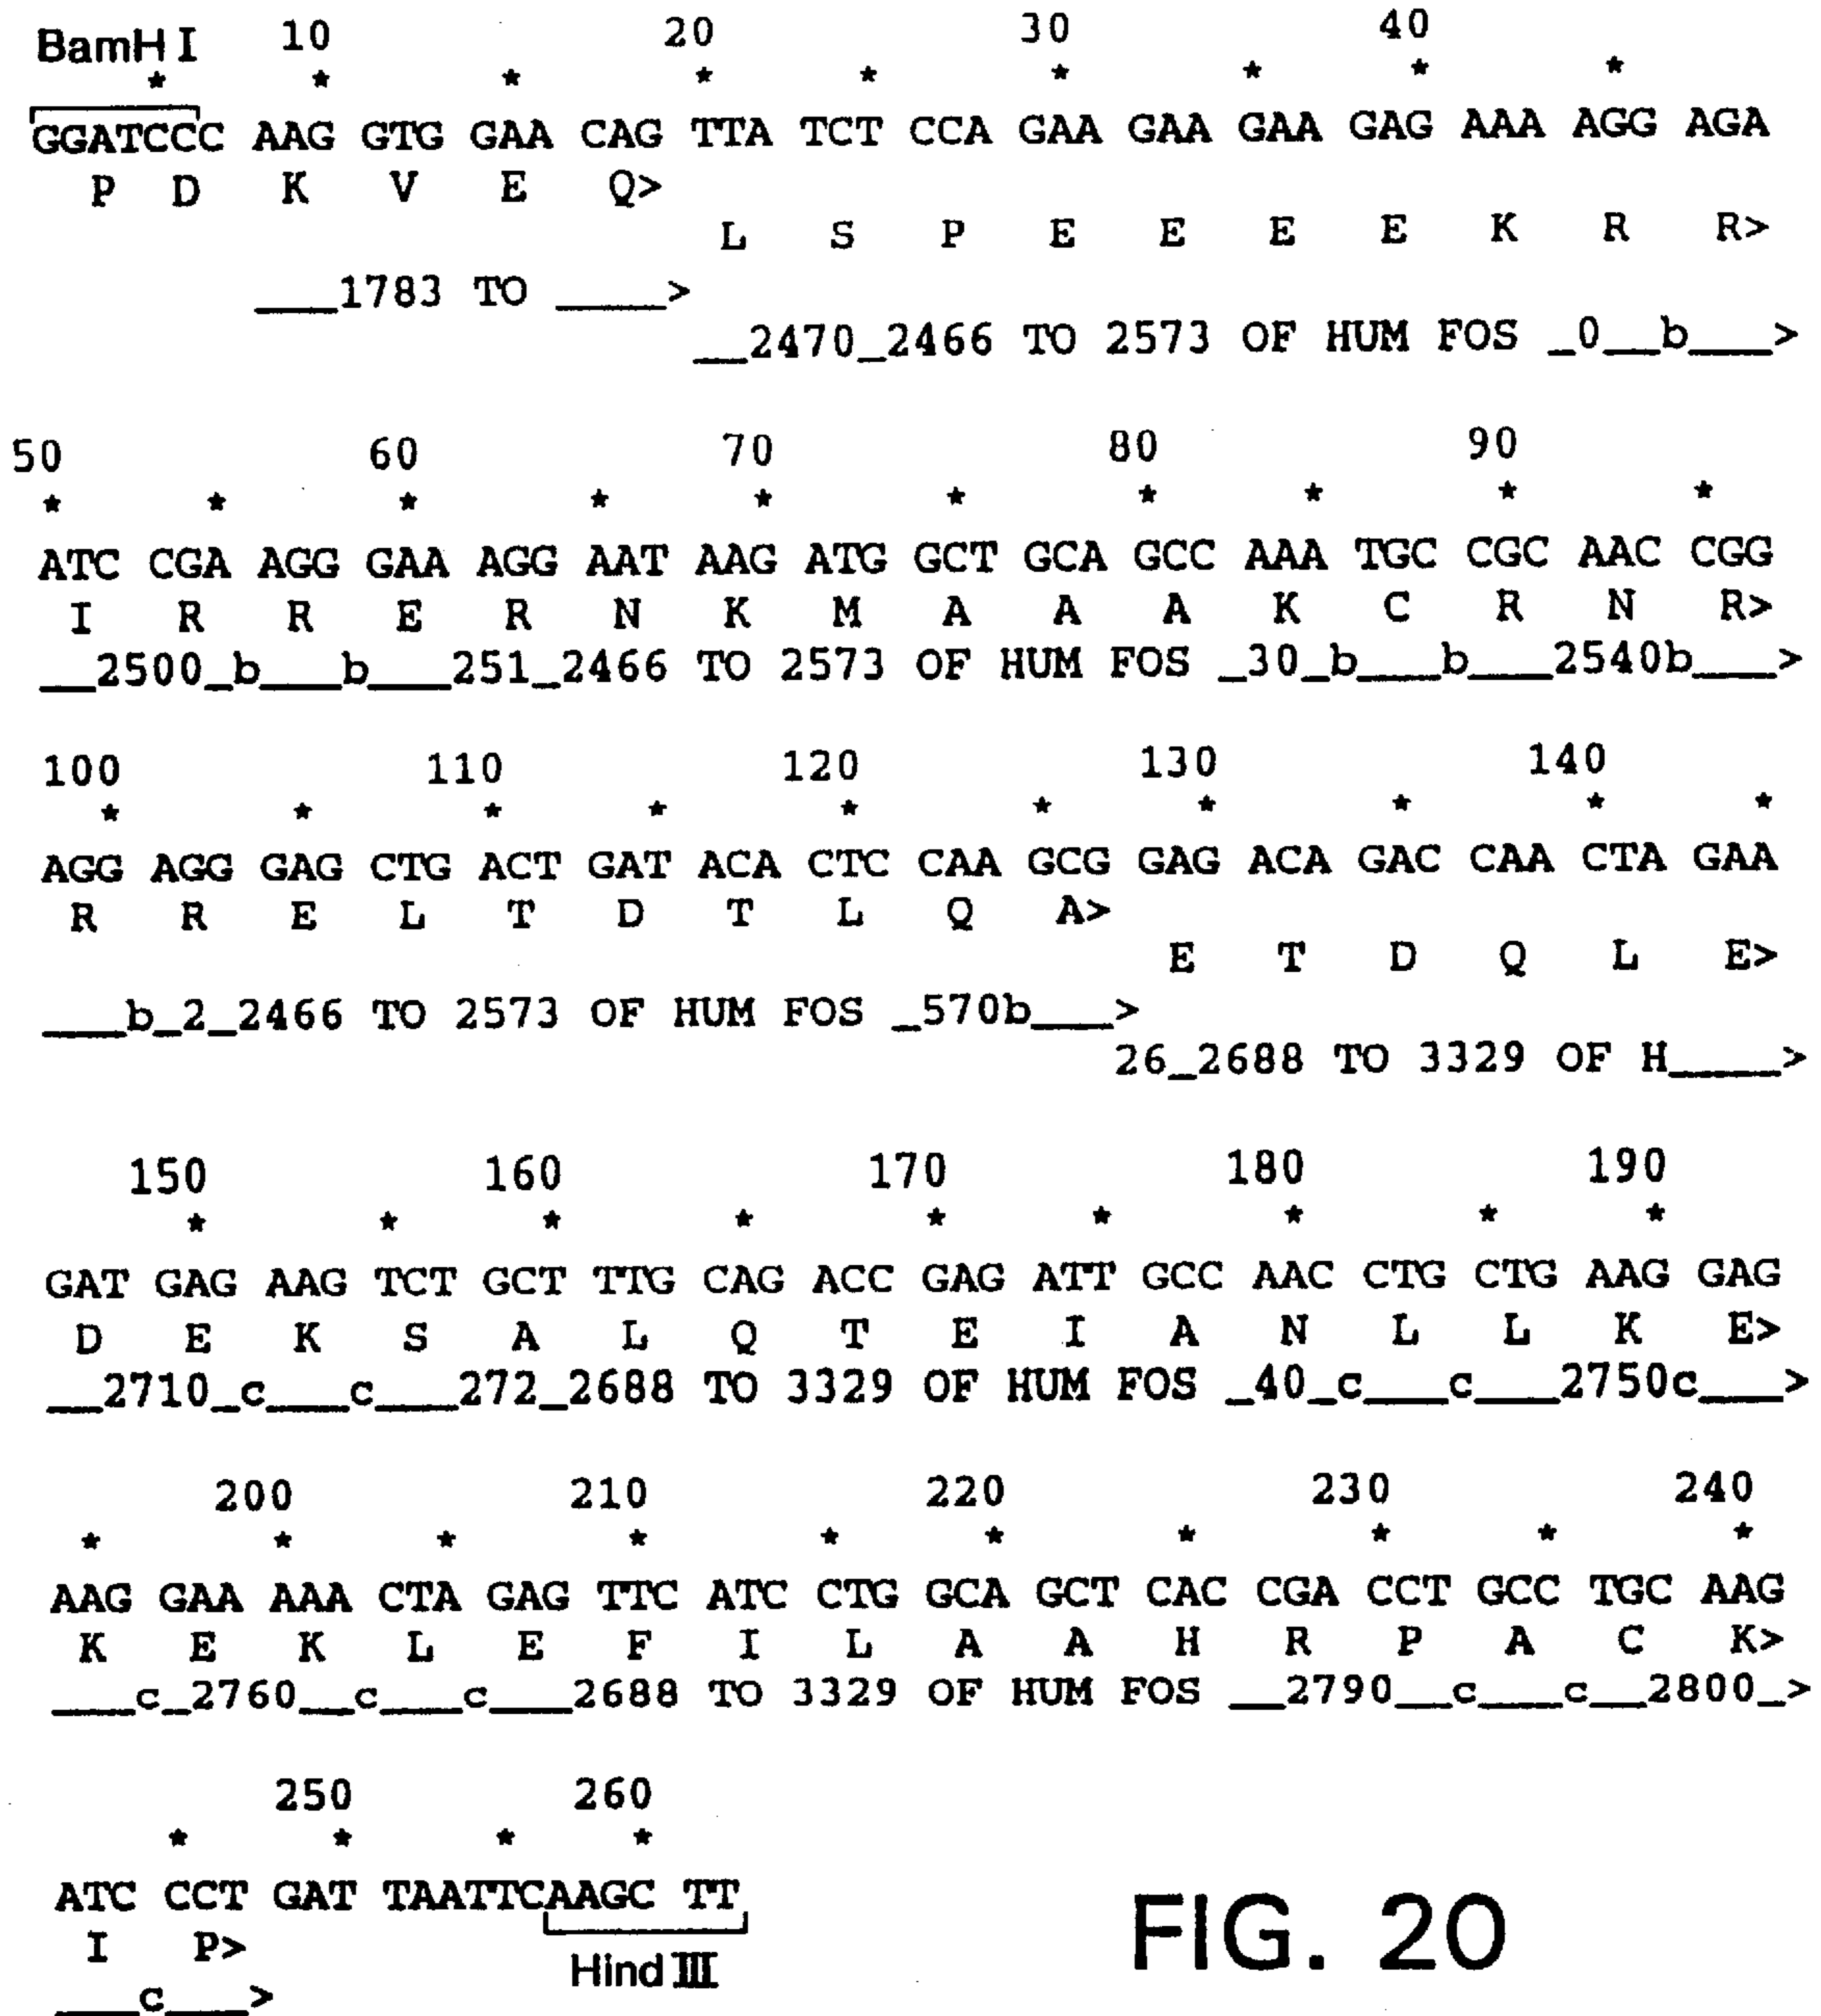 BamH I 10 20 30 40
* * * * * * * * *
GGATCCC AAG GTG GAA CAG TTA TCT CCA GAA GAA GAA GAG AAA AGG AGA
P D K V E Q>
L S P E E E E K R R>
___1783 TO ____>
__2470_2466 TO 2573 OF HUM FOS _0__b___>
50 60 70 80 90
* * * * * * * * * *
ATC CGA AGG GAA AGG AAT AAG ATG GCT GCA GCC AAA TGC CGC AAC CGG
I R R E R N K M A A A K C R N R>
__2500_b___b___251_2466 TO 2573 OF HUM FOS _30_b___b___2540b___>
100 110 120 130 140
* * * * * * * * * *
AGG AGG GAG CTG ACT GAT ACA CTC CAA GCG GAG ACA GAC CAA CTA GAA
R R E L T D T L Q A>
E T D Q L E>
___b_2_2466 TO 2573 OF HUM FOS _570b___>
26_2688 TO 3329 OF H____>
150 160 170 180 190
* * * * * * * * *
GAT GAG AAG TCT GCT TTG CAG ACC GAG ATT GCC AAC CTG CTG AAG GAG
D E K S A L Q T E I A N L L K E>
__2710_c___c___272_2688 TO 3329 OF HUM FOS _40_c___c___2750c___>
200 210 220 230 240
* * * * * * * * * *
AAG GAA AAA CTA GAG TTC ATC CTG GCA GCT CAC CGA CCT GCC TGC AAG
K E K L E F I L A A H R P A C K>
___c_2760__c___c___2688 TO 3329 OF HUM FOS __2790__c___c__2800_>
250 260
* * * *
ATC CCT GAT TAATTCAAGC TT
I P>
Hind III
___c___>
FIG. 20